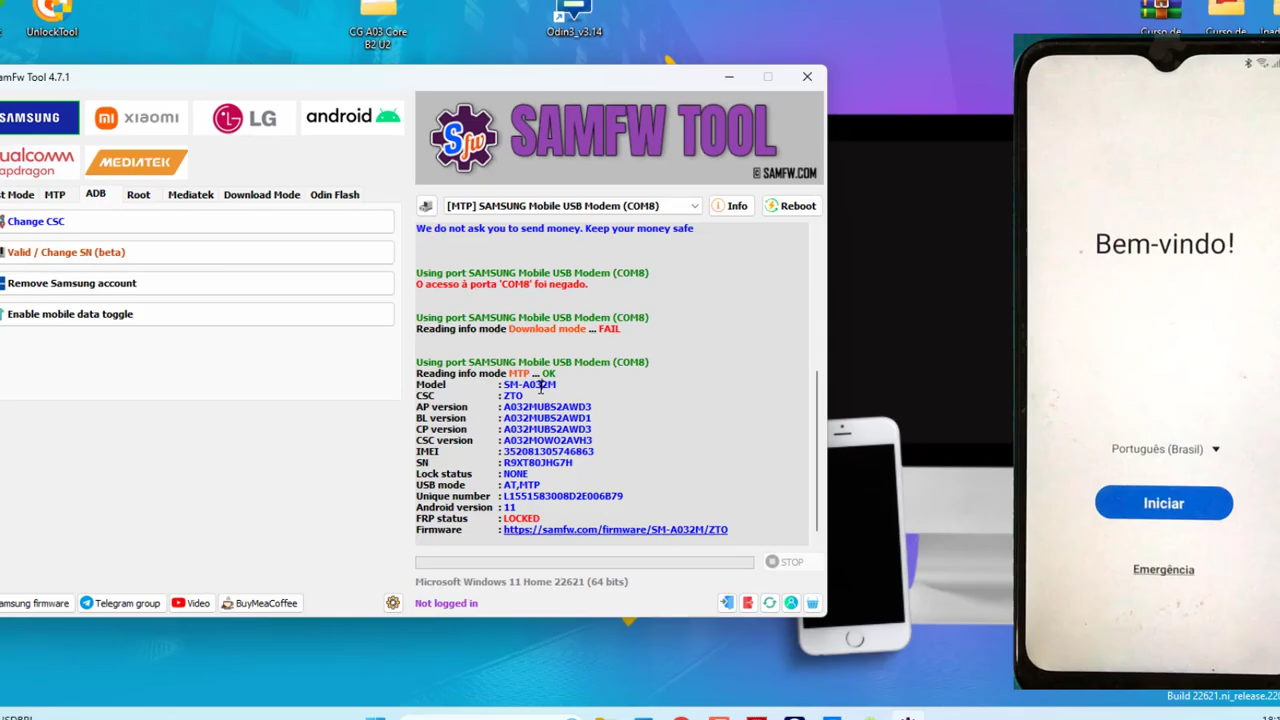 UnlockTool
CG A03 Core
B2 U2
Odin3_v3.14
Curso de
Curso de
SamFw Tool 4.7.1
SAMSUNG
xiaomi
LG
android
MEDIATEK
MTP
ADB
Root
Mediatek
Download Mode
Odin Flash
Change CSC
Valid / Change SN (beta)
Remove Samsung account
Enable mobile data toggle
Sfw
SAMFW TOOL
© SAMFW.COM
[MTP] SAMSUNG Mobile USB Modem (COM8)
Info
Reboot
We do not ask you to send money. Keep your money safe
Using port SAMSUNG Mobile USB Modem (COM8)
O acesso à porta 'COM8' foi negado.
Using port SAMSUNG Mobile USB Modem (COM8)
Reading info mode Download mode ... FAIL
Using port SAMSUNG Mobile USB Modem (COM8)
Reading info mode MTP ... OK
Model : SM-A032M
CSC : ZTO
AP version : A032MUBS2AWD3
BL version : A032MUBS2AWD1
CP version : A032MUBS2AWD3
CSC version : A032MOWO2AVH3
IMEI : 352081305746863
SN : R9XT80JHG7H
Lock status : NONE
USB mode : AT,MTP
Unique number : L1551583008D2E006B79
Android version : 11
FRP status : LOCKED
Firmware : https://samfw.com/firmware/SM-A032M/ZTO
STOP
Microsoft Windows 11 Home 22621 (64 bits)
Not logged in
Telegram group
Video
BuyMeaCoffee
Bem-vindo!
Português (Brasil)
Iniciar
Emergência